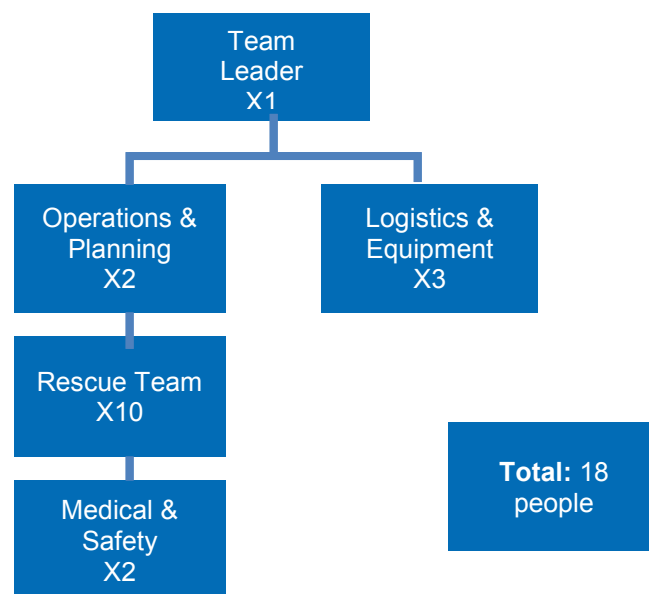 Team
Leader
X1
Operations &
Planning
X2
Logistics &
Equipment
X3
Rescue Team
X10
Total: 18
people
Medical &
Safety
X2